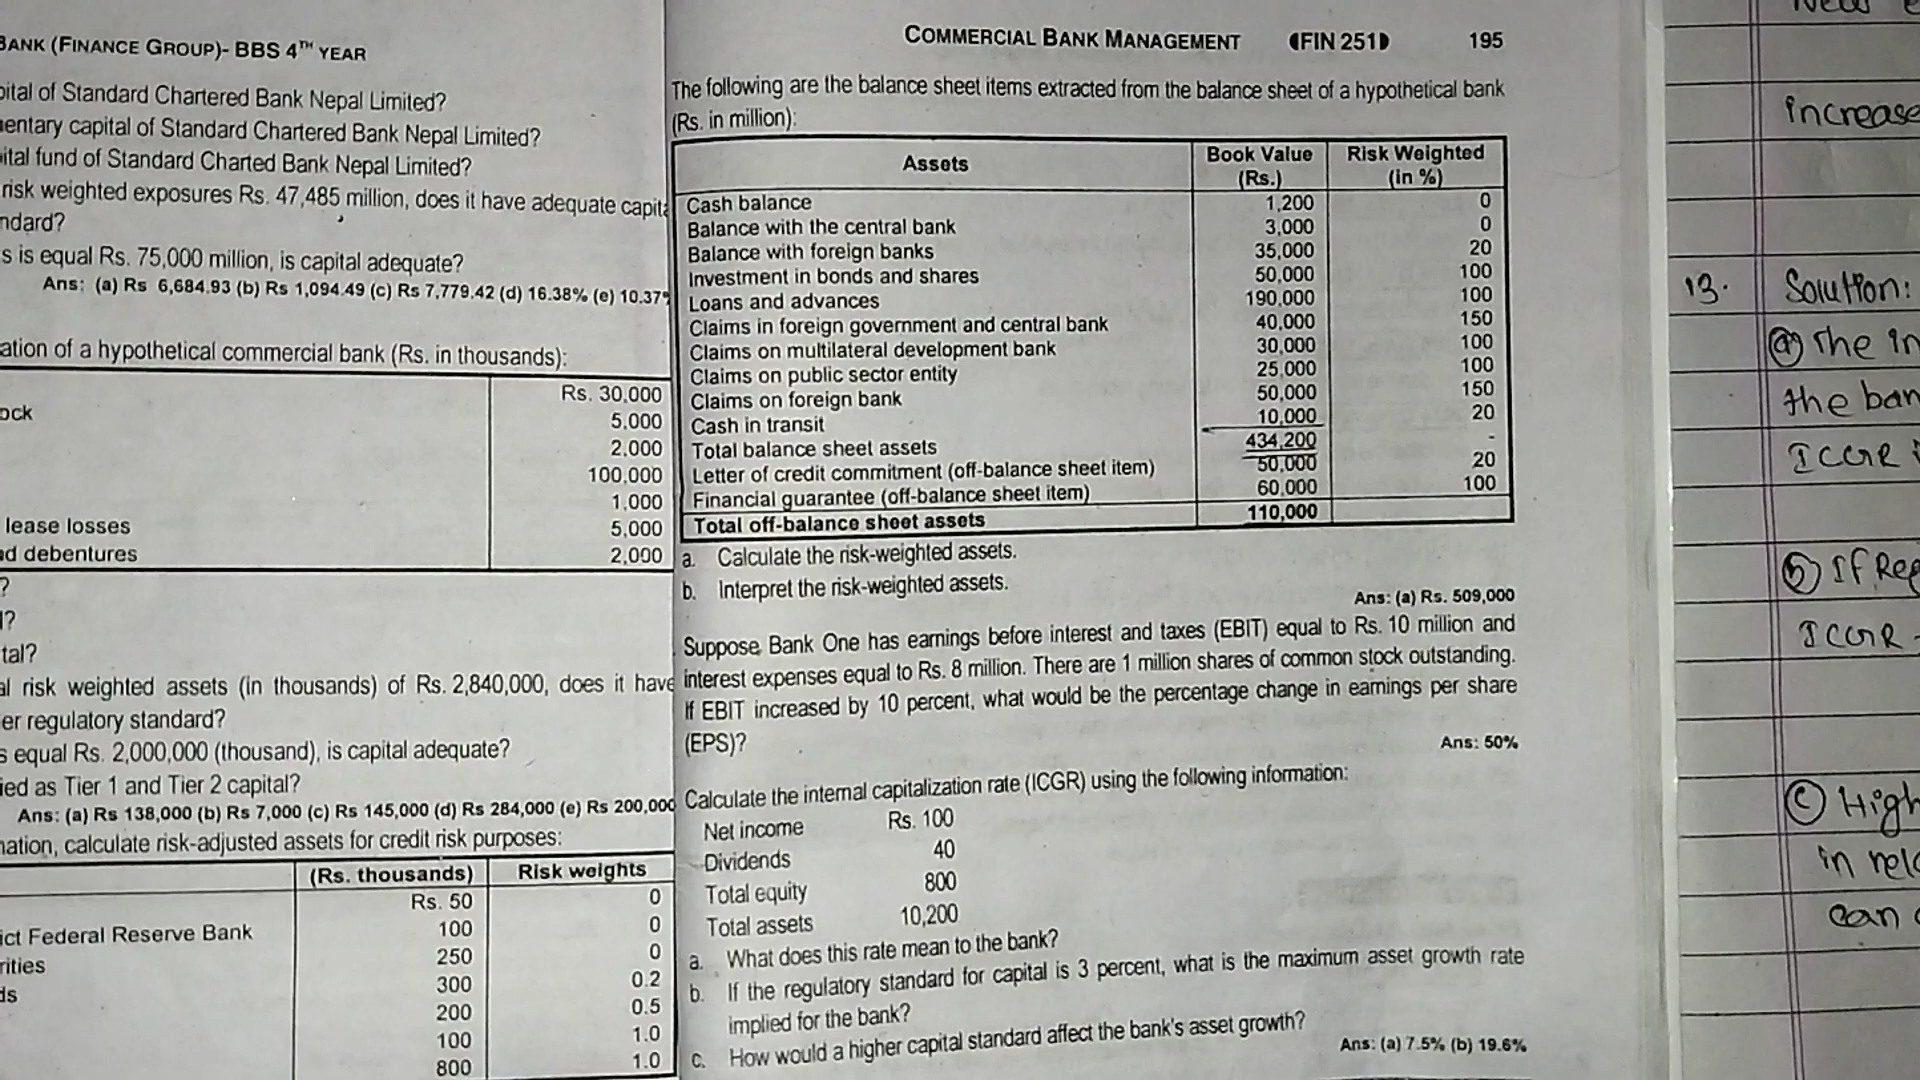 BANK (FINANCE GROUP)- BBS 4TH YEAR
pital of Standard Chartered Bank Nepal Limited?
entary capital of Standard Chartered Bank Nepal Limited?
ital fund of Standard Charted Bank Nepal Limited?
risk weighted exposures Rs. 47,485 million, does it have adequate capita
ndard?
s is equal Rs. 75,000 million, is capital adequate?
Ans: (a) Rs 6,684.93 (b) Rs 1,094.49 (c) Rs 7,779.42 (d) 16.38% (e) 10.37%
ation of a hypothetical commercial bank (Rs. in thousands):
Rs. 30,000
ock 5,000
2,000
100,000
1,000
lease losses 5,000
d debentures 2,000
?
l?
tal?
al risk weighted assets (in thousands) of Rs. 2,840,000, does it have
er regulatory standard?
s equal Rs. 2,000,000 (thousand), is capital adequate?
ied as Tier 1 and Tier 2 capital?
Ans: (a) Rs 138,000 (b) Rs 7,000 (c) Rs 145,000 (d) Rs 284,000 (e) Rs 200,000
nation, calculate risk-adjusted assets for credit risk purposes:
(Rs. thousands) Risk weights
Rs. 50 0
ict Federal Reserve Bank 100 0
rities 250 0
ds 300 0.2
200 0.5
100 1.0
800 1.0
COMMERCIAL BANK MANAGEMENT (FIN 251) 195
The following are the balance sheet items extracted from the balance sheet of a hypothetical bank
(Rs. in million):
Assets Book Value (Rs.) Risk Weighted (in %)
Cash balance 1,200 0
Balance with the central bank 3,000 0
Balance with foreign banks 35,000 20
Investment in bonds and shares 50,000 100
Loans and advances 190,000 100
Claims in foreign government and central bank 40,000 150
Claims on multilateral development bank 30,000 100
Claims on public sector entity 25,000 100
Claims on foreign bank 50,000 150
Cash in transit 10,000 20
Total balance sheet assets 434,200 -
Letter of credit commitment (off-balance sheet item) 50,000 20
Financial guarantee (off-balance sheet item) 60,000 100
Total off-balance sheet assets 110,000
a. Calculate the risk-weighted assets.
b. Interpret the risk-weighted assets.
Ans: (a) Rs. 509,000
Suppose Bank One has earnings before interest and taxes (EBIT) equal to Rs. 10 million and
interest expenses equal to Rs. 8 million. There are 1 million shares of common stock outstanding.
If EBIT increased by 10 percent, what would be the percentage change in earnings per share
(EPS)?
Ans: 50%
Calculate the internal capitalization rate (ICGR) using the following information:
Net income Rs. 100
Dividends 40
Total equity 800
Total assets 10,200
a. What does this rate mean to the bank?
b. If the regulatory standard for capital is 3 percent, what is the maximum asset growth rate
implied for the bank?
c. How would a higher capital standard affect the bank's asset growth?
Ans: (a) 7.5% (b) 19.6%
increase
13. Solution:
(a) The in
the ban
ICGR i
(b) If Reg
ICGR -
(c) High
in rela
can